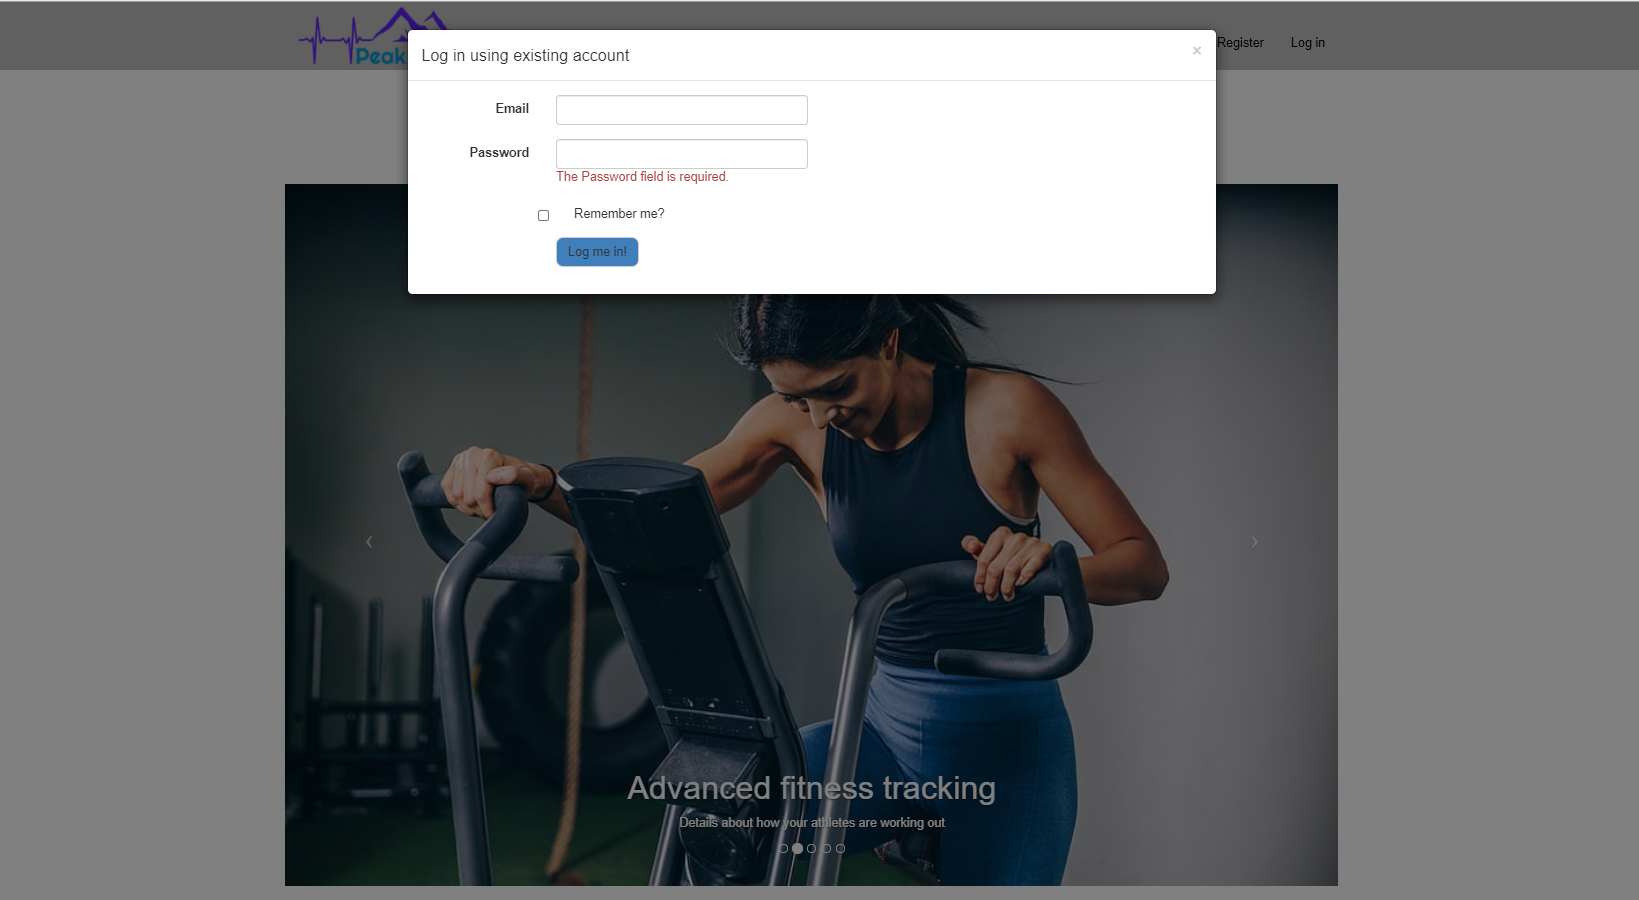 Peak
Register
Log in
Log in using existing account
×
Email
Password
The Password field is required.
Remember me?
Log me in!
Advanced fitness tracking
Details about how your athletes are working out